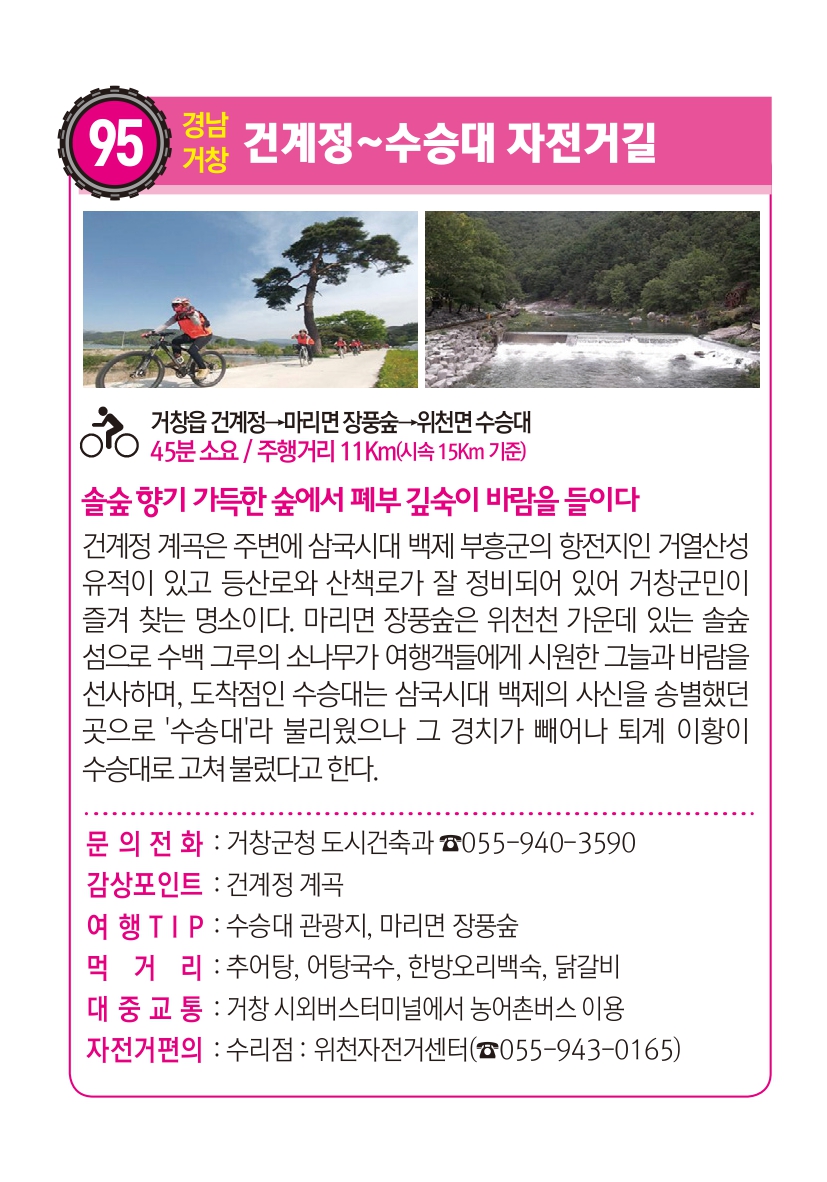 95 경남 거창 건계정~수승대 자전거길
거창읍 건계정→마리면 장풍숲→위천면 수승대
45분 소요 / 주행거리 11Km(시속 15Km 기준)
솔숲 향기 가득한 숲에서 폐부 깊숙이 바람을 들이다
건계정 계곡은 주변에 삼국시대 백제 부흥군의 항전지인 거열산성
유적이 있고 등산로와 산책로가 잘 정비되어 있어 거창군민이
즐겨 찾는 명소이다. 마리면 장풍숲은 위천천 가운데 있는 솔숲
섬으로 수백 그루의 소나무가 여행객들에게 시원한 그늘과 바람을
선사하며, 도착점인 수승대는 삼국시대 백제의 사신을 송별했던
곳으로 '수송대'라 불리웠으나 그 경치가 빼어나 퇴계 이황이
수승대로 고쳐 불렀다고 한다.
문의전화 : 거창군청 도시건축과 ☎055-940-3590
감상포인트 : 건계정 계곡
여행TIP : 수승대 관광지, 마리면 장풍숲
먹거리 : 추어탕, 어탕국수, 한방오리백숙, 닭갈비
대중교통 : 거창 시외버스터미널에서 농어촌버스 이용
자전거편의 : 수리점 : 위천자전거센터(☎055-943-0165)